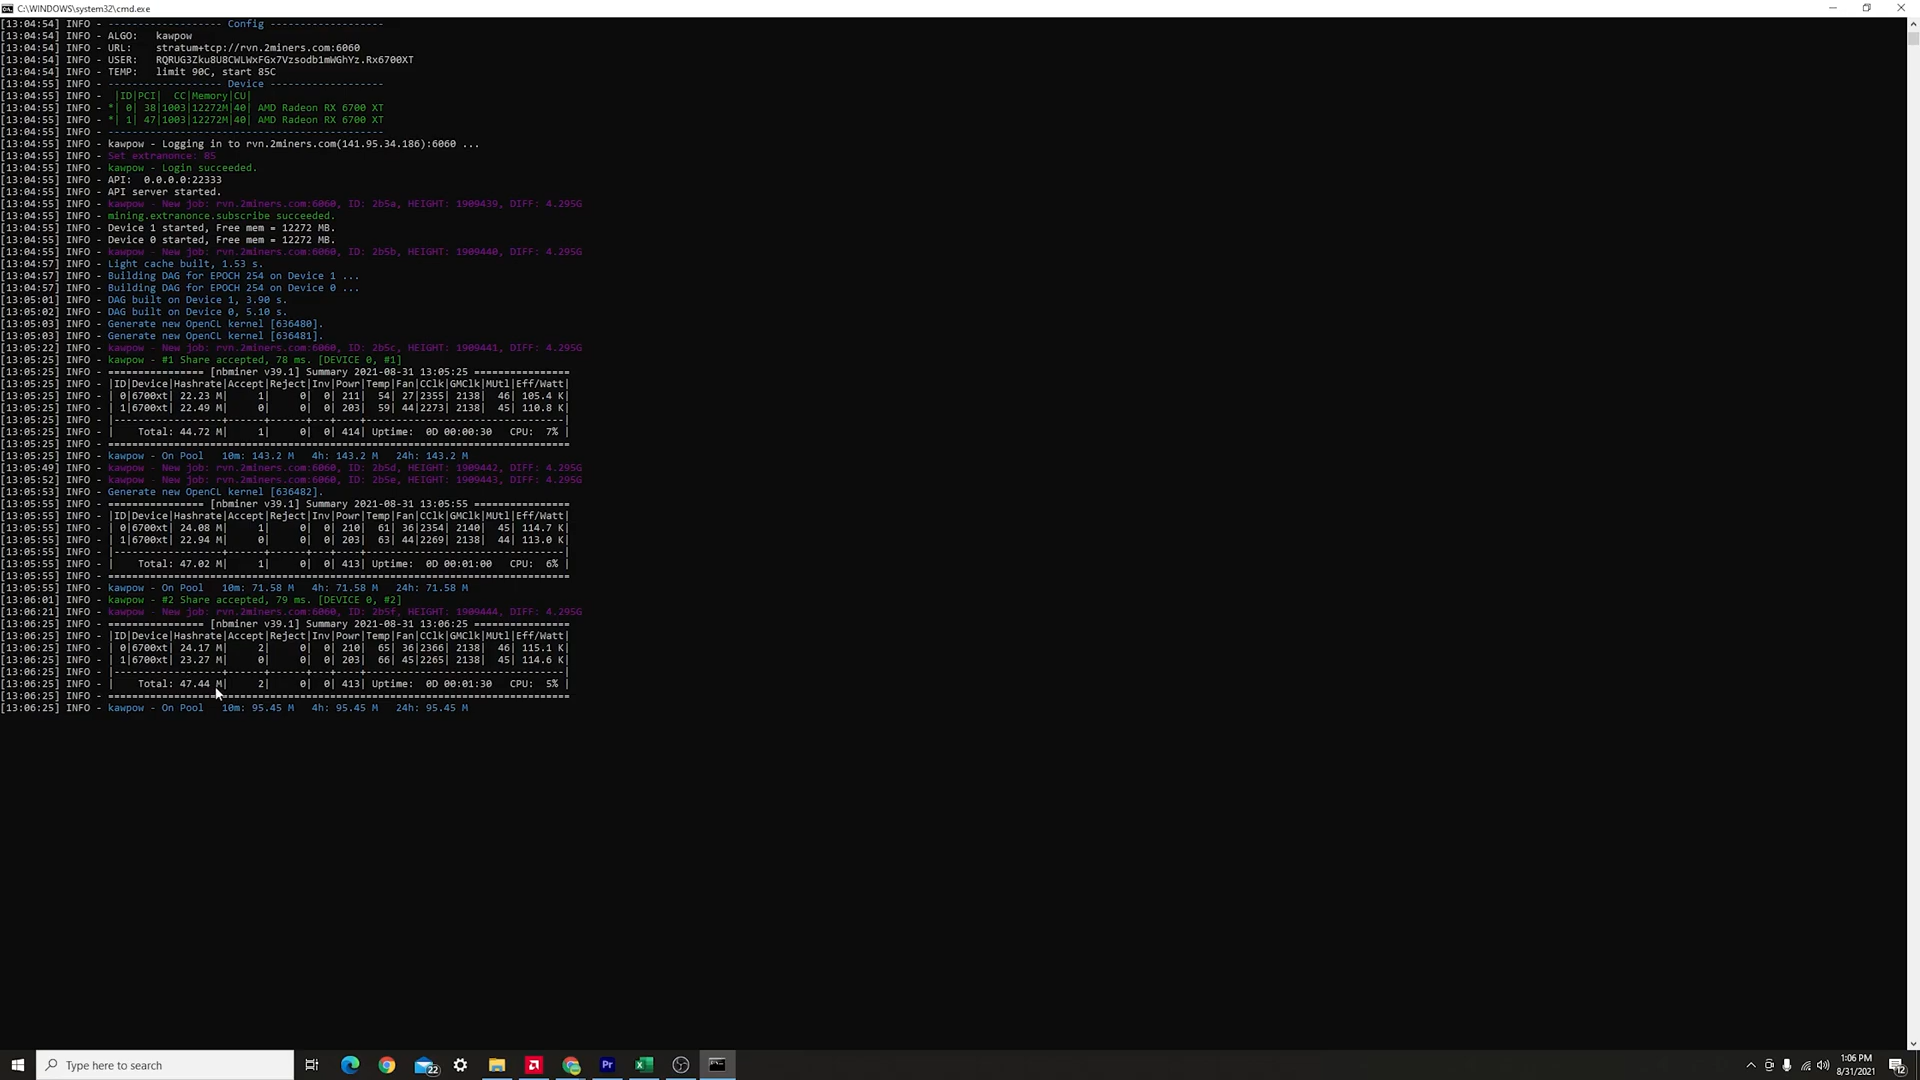 C:\WINDOWS\system32\cmd.exe
[13:04:54] INFO - ------------------- Config -------------------
[13:04:54] INFO - ALGO:   kawpow
[13:04:54] INFO - URL:    stratum+tcp://rvn.2miners.com:6060
[13:04:54] INFO - USER:   RQRUG3Zku8U8CWLWxFGx7Vzsodb1mWGhYz.Rx6700XT
[13:04:54] INFO - TEMP:   limit 90C, start 85C
[13:04:55] INFO - ------------------- Device -------------------
[13:04:55] INFO -  |ID|PCI|  CC|Memory|CU|
[13:04:55] INFO - *| 0| 38|1003|12272M|40| AMD Radeon RX 6700 XT
[13:04:55] INFO - *| 1| 47|1003|12272M|40| AMD Radeon RX 6700 XT
[13:04:55] INFO - ----------------------------------------------
[13:04:55] INFO - kawpow - Logging in to rvn.2miners.com(141.95.34.186):6060 ...
[13:04:55] INFO - Set extranonce: 85
[13:04:55] INFO - kawpow - Login succeeded.
[13:04:55] INFO - API:  0.0.0.0:22333
[13:04:55] INFO - API server started.
[13:04:55] INFO - kawpow - New job: rvn.2miners.com:6060, ID: 2b5a, HEIGHT: 1909439, DIFF: 4.295G
[13:04:55] INFO - mining.extranonce.subscribe succeeded.
[13:04:55] INFO - Device 1 started, Free mem = 12272 MB.
[13:04:55] INFO - Device 0 started, Free mem = 12272 MB.
[13:04:55] INFO - kawpow - New job: rvn.2miners.com:6060, ID: 2b5b, HEIGHT: 1909440, DIFF: 4.295G
[13:04:57] INFO - Light cache built, 1.53 s.
[13:04:57] INFO - Building DAG for EPOCH 254 on Device 1 ...
[13:04:57] INFO - Building DAG for EPOCH 254 on Device 0 ...
[13:05:01] INFO - DAG built on Device 1, 3.90 s.
[13:05:02] INFO - DAG built on Device 0, 5.10 s.
[13:05:03] INFO - Generate new OpenCL kernel [636480].
[13:05:03] INFO - Generate new OpenCL kernel [636481].
[13:05:22] INFO - kawpow - New job: rvn.2miners.com:6060, ID: 2b5c, HEIGHT: 1909441, DIFF: 4.295G
[13:05:25] INFO - kawpow - #1 Share accepted, 78 ms. [DEVICE 0, #1]
[13:05:25] INFO - ================ [nbminer v39.1] Summary 2021-08-31 13:05:25 ================
[13:05:25] INFO - |ID|Device|Hashrate|Accept|Reject|Inv|Powr|Temp|Fan|CClk|GMClk|MUtl|Eff/Watt|
[13:05:25] INFO - | 0|6700xt| 22.23 M|     1|     0|  0| 211|  54| 27|2355| 2138|  46| 105.4 K|
[13:05:25] INFO - | 1|6700xt| 22.49 M|     0|     0|  0| 203|  59| 44|2273| 2138|  45| 110.8 K|
[13:05:25] INFO - |------------------+------+------+---+----+---------------------------------|
[13:05:25] INFO - |    Total: 44.72 M|     1|     0|  0| 414| Uptime:  0D 00:00:30   CPU:  7% |
[13:05:25] INFO - =============================================================================
[13:05:25] INFO - kawpow - On Pool   10m: 143.2 M   4h: 143.2 M   24h: 143.2 M
[13:05:49] INFO - kawpow - New job: rvn.2miners.com:6060, ID: 2b5d, HEIGHT: 1909442, DIFF: 4.295G
[13:05:52] INFO - kawpow - New job: rvn.2miners.com:6060, ID: 2b5e, HEIGHT: 1909443, DIFF: 4.295G
[13:05:53] INFO - Generate new OpenCL kernel [636482].
[13:05:55] INFO - ================ [nbminer v39.1] Summary 2021-08-31 13:05:55 ================
[13:05:55] INFO - |ID|Device|Hashrate|Accept|Reject|Inv|Powr|Temp|Fan|CClk|GMClk|MUtl|Eff/Watt|
[13:05:55] INFO - | 0|6700xt| 24.08 M|     1|     0|  0| 210|  61| 36|2354| 2140|  45| 114.7 K|
[13:05:55] INFO - | 1|6700xt| 22.94 M|     0|     0|  0| 203|  63| 44|2269| 2138|  44| 113.0 K|
[13:05:55] INFO - |------------------+------+------+---+----+---------------------------------|
[13:05:55] INFO - |    Total: 47.02 M|     1|     0|  0| 413| Uptime:  0D 00:01:00   CPU:  6% |
[13:05:55] INFO - =============================================================================
[13:05:55] INFO - kawpow - On Pool   10m: 71.58 M   4h: 71.58 M   24h: 71.58 M
[13:06:01] INFO - kawpow - #2 Share accepted, 79 ms. [DEVICE 0, #2]
[13:06:21] INFO - kawpow - New job: rvn.2miners.com:6060, ID: 2b5f, HEIGHT: 1909444, DIFF: 4.295G
[13:06:25] INFO - ================ [nbminer v39.1] Summary 2021-08-31 13:06:25 ================
[13:06:25] INFO - |ID|Device|Hashrate|Accept|Reject|Inv|Powr|Temp|Fan|CClk|GMClk|MUtl|Eff/Watt|
[13:06:25] INFO - | 0|6700xt| 24.17 M|     2|     0|  0| 210|  65| 36|2366| 2138|  46| 115.1 K|
[13:06:25] INFO - | 1|6700xt| 23.27 M|     0|     0|  0| 203|  66| 45|2265| 2138|  45| 114.6 K|
[13:06:25] INFO - |------------------+------+------+---+----+---------------------------------|
[13:06:25] INFO - |    Total: 47.44 M|     2|     0|  0| 413| Uptime:  0D 00:01:30   CPU:  5% |
[13:06:25] INFO - =============================================================================
[13:06:25] INFO - kawpow - On Pool   10m: 95.45 M   4h: 95.45 M   24h: 95.45 M
Type here to search
22
Pr
1:06 PM
8/31/2021
12